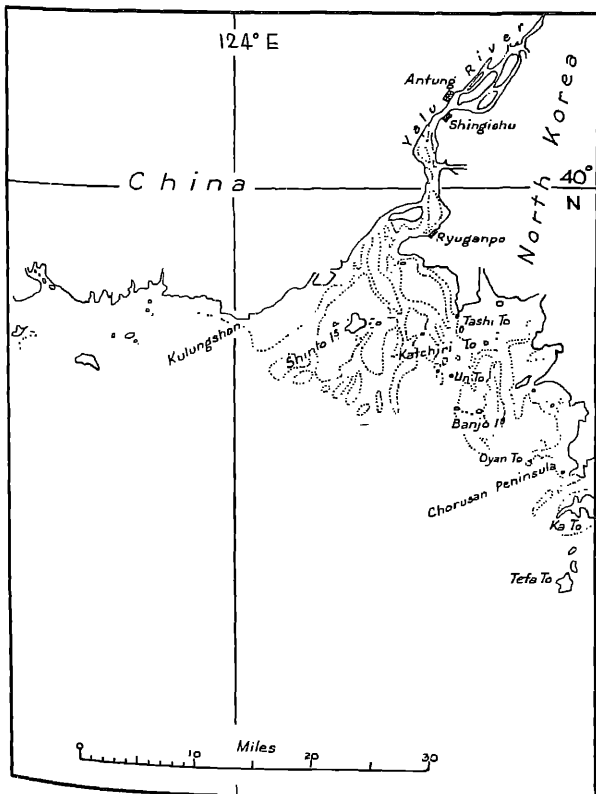 124° E
Yalu River
Antung
Shingishu
China
North Korea
40°
N
Ryuganpo
Tashi To
Kulungshan
Shinto Is
Katchiri To
Un To
Banjo Is
Oyan To
Chorusan Peninsula
Ka To
Tefa To
Miles
0 10 20 30